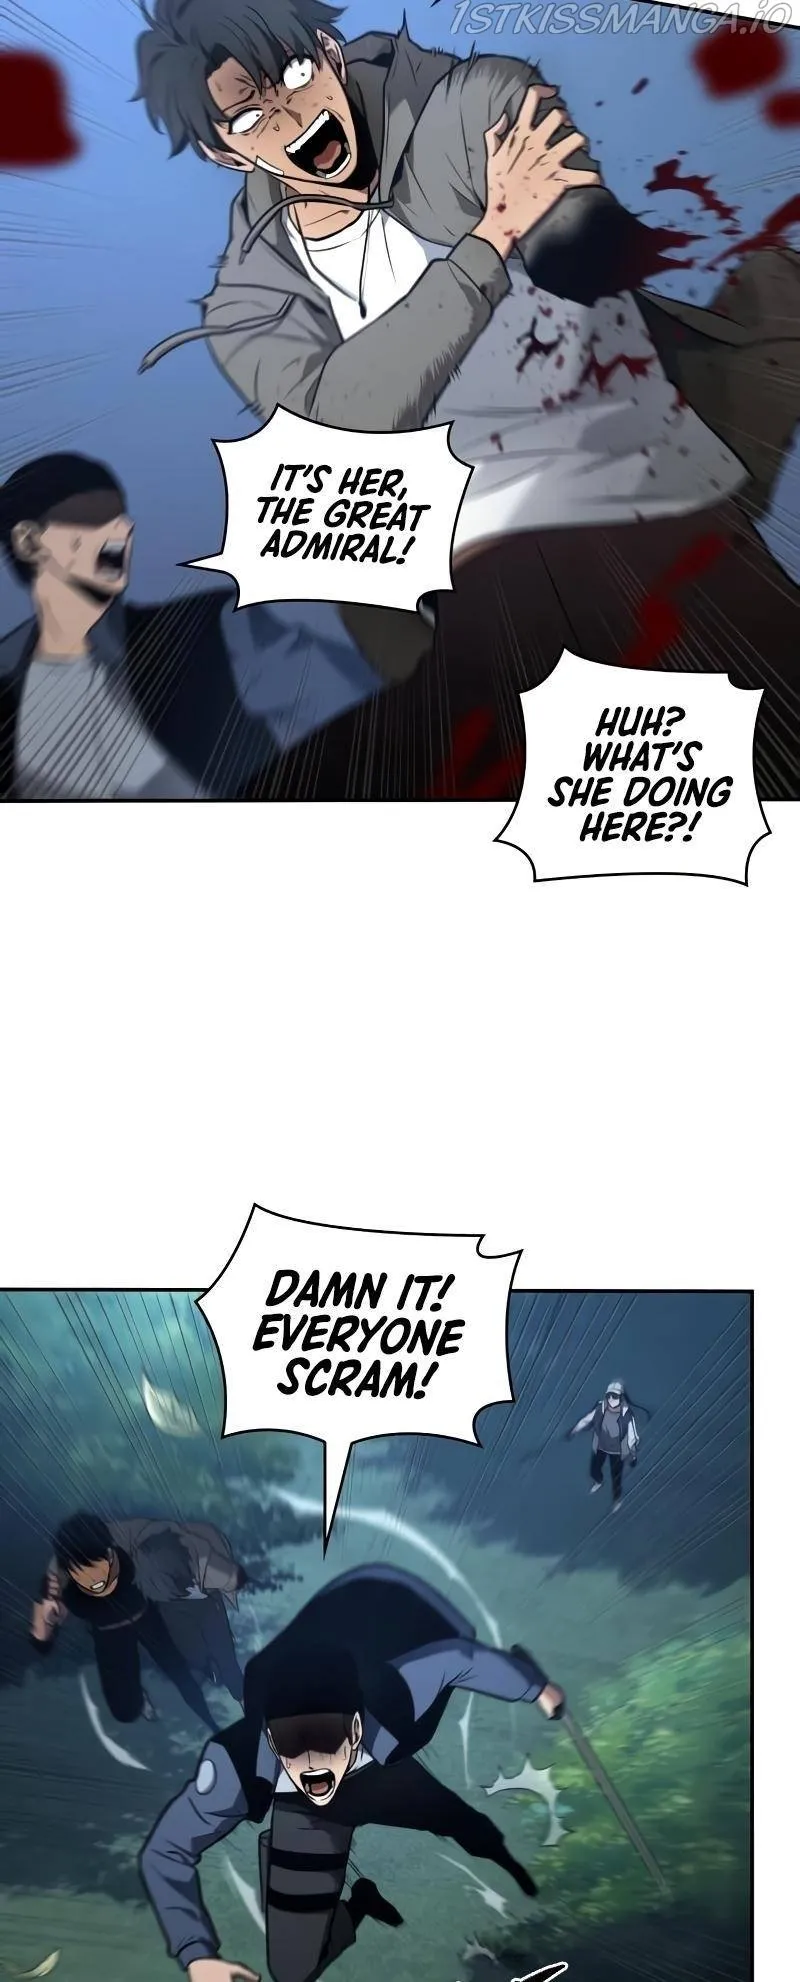 1STKISSMANGA.IO
IT'S HER,
THE GREAT
ADMIRAL!
HUH?
WHAT'S
SHE DOING
HERE?!
DAMN IT!
EVERYONE
SCRAM!